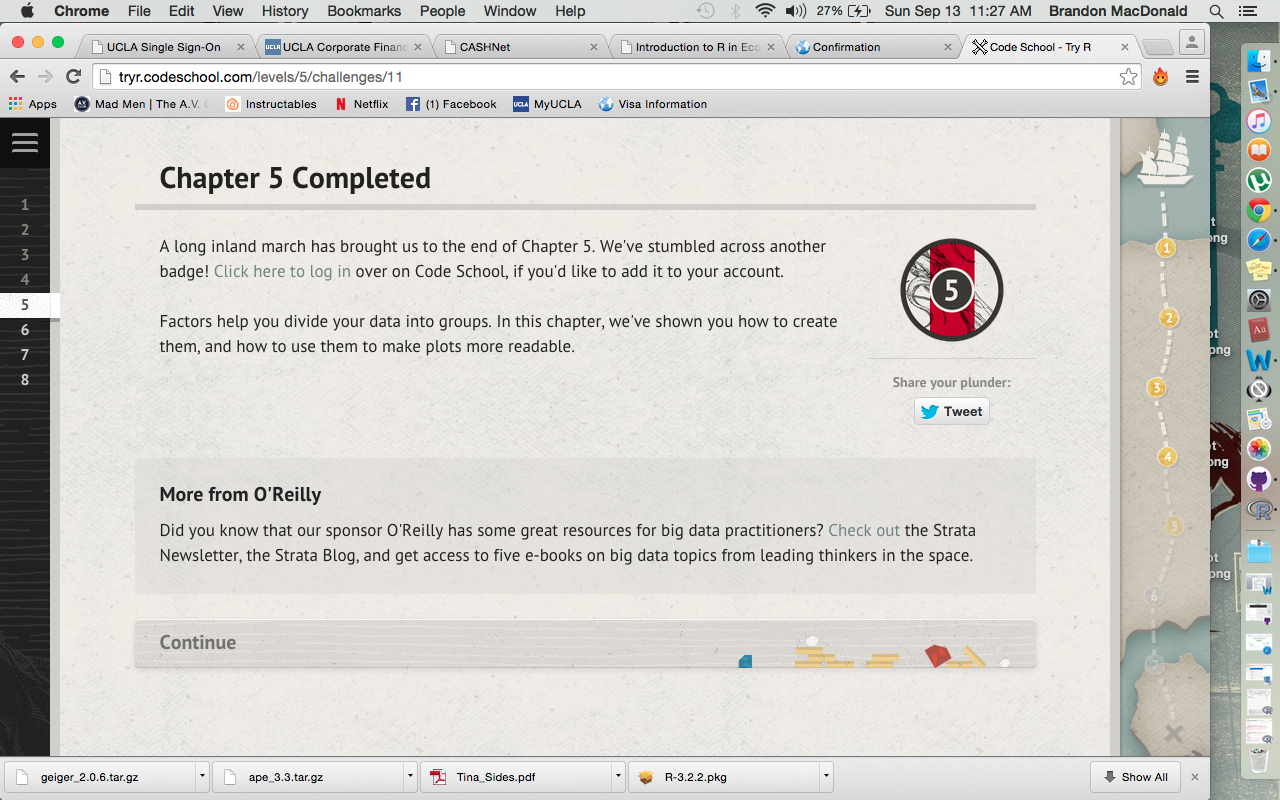 Chrome File Edit View History Bookmarks People Window Help 27% Sun Sep 13 11:27 AM Brandon MacDonald
UCLA Single Sign-On UCLA Corporate Financ CASHNet Introduction to R in Eco Confirmation Code School - Try R
tryr.codeschool.com/levels/5/challenges/11
Apps Mad Men | The A.V. C Instructables Netflix (1) Facebook MyUCLA Visa Information
1
2
3
4
5
6
7
8
Chapter 5 Completed
A long inland march has brought us to the end of Chapter 5. We've stumbled across another
badge! Click here to log in over on Code School, if you'd like to add it to your account.
Factors help you divide your data into groups. In this chapter, we've shown you how to create
them, and how to use them to make plots more readable.
5
Share your plunder:
Tweet
More from O'Reilly
Did you know that our sponsor O'Reilly has some great resources for big data practitioners? Check out the Strata
Newsletter, the Strata Blog, and get access to five e-books on big data topics from leading thinkers in the space.
Continue
1
2
3
4
5
6
7
geiger_2.0.6.tar.gz ape_3.3.tar.gz Tina_Sides.pdf R-3.2.2.pkg Show All